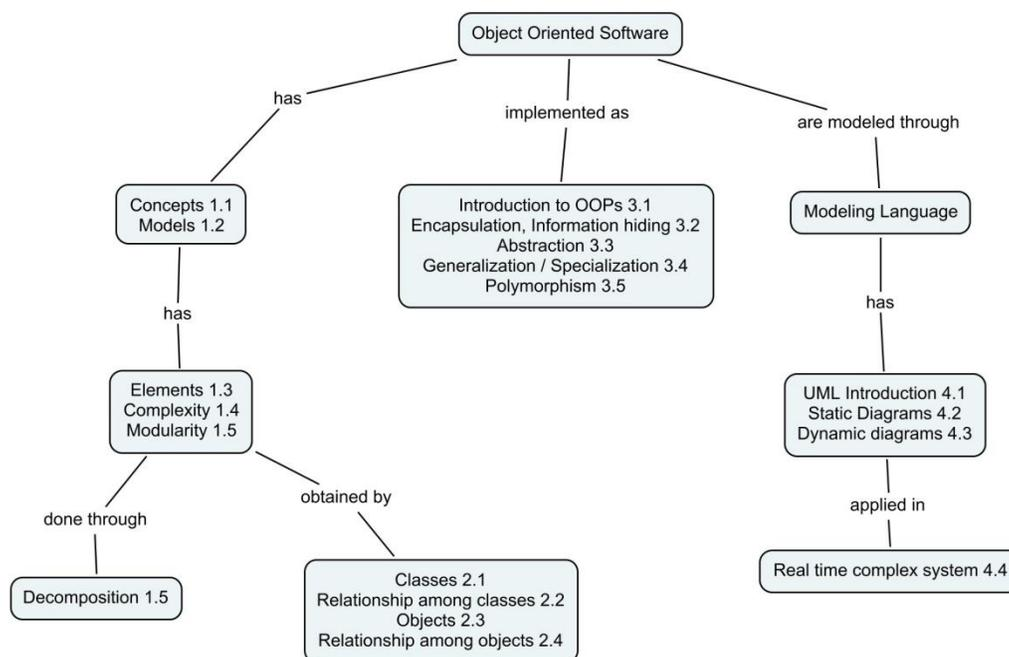 Object Oriented Software
has
implemented as
are modeled through
Concepts 1.1
Models 1.2
Introduction to OOPs 3.1
Encapsulation, Information hiding 3.2
Abstraction 3.3
Generalization / Specialization 3.4
Polymorphism 3.5
Modeling Language
has
has
Elements 1.3
Complexity 1.4
Modularity 1.5
UML Introduction 4.1
Static Diagrams 4.2
Dynamic diagrams 4.3
done through
obtained by
applied in
Decomposition 1.5
Classes 2.1
Relationship among classes 2.2
Objects 2.3
Relationship among objects 2.4
Real time complex system 4.4